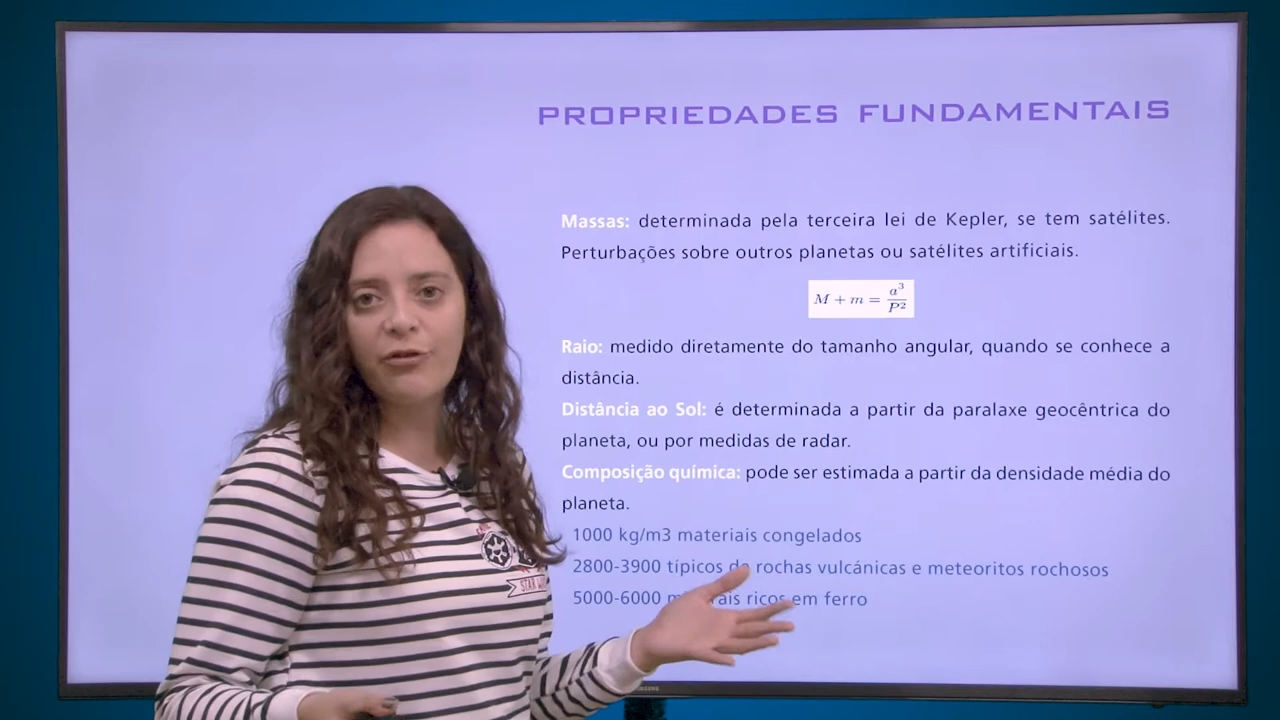 PROPRIEDADES FUNDAMENTAIS
Massas: determinada pela terceira lei de Kepler, se tem satélites.
Perturbações sobre outros planetas ou satélites artificiais.
M + m = a³/P²
Raio: medido diretamente do tamanho angular, quando se conhece a
distância.
Distância ao Sol: é determinada a partir da paralaxe geocêntrica do
planeta, ou por medidas de radar.
Composição química: pode ser estimada a partir da densidade média do
planeta.
1000 kg/m3 materiais congelados
2800-3900 típicos de rochas vulcánicas e meteoritos rochosos
5000-6000 ricos em ferro
STAR
SAMSUNG